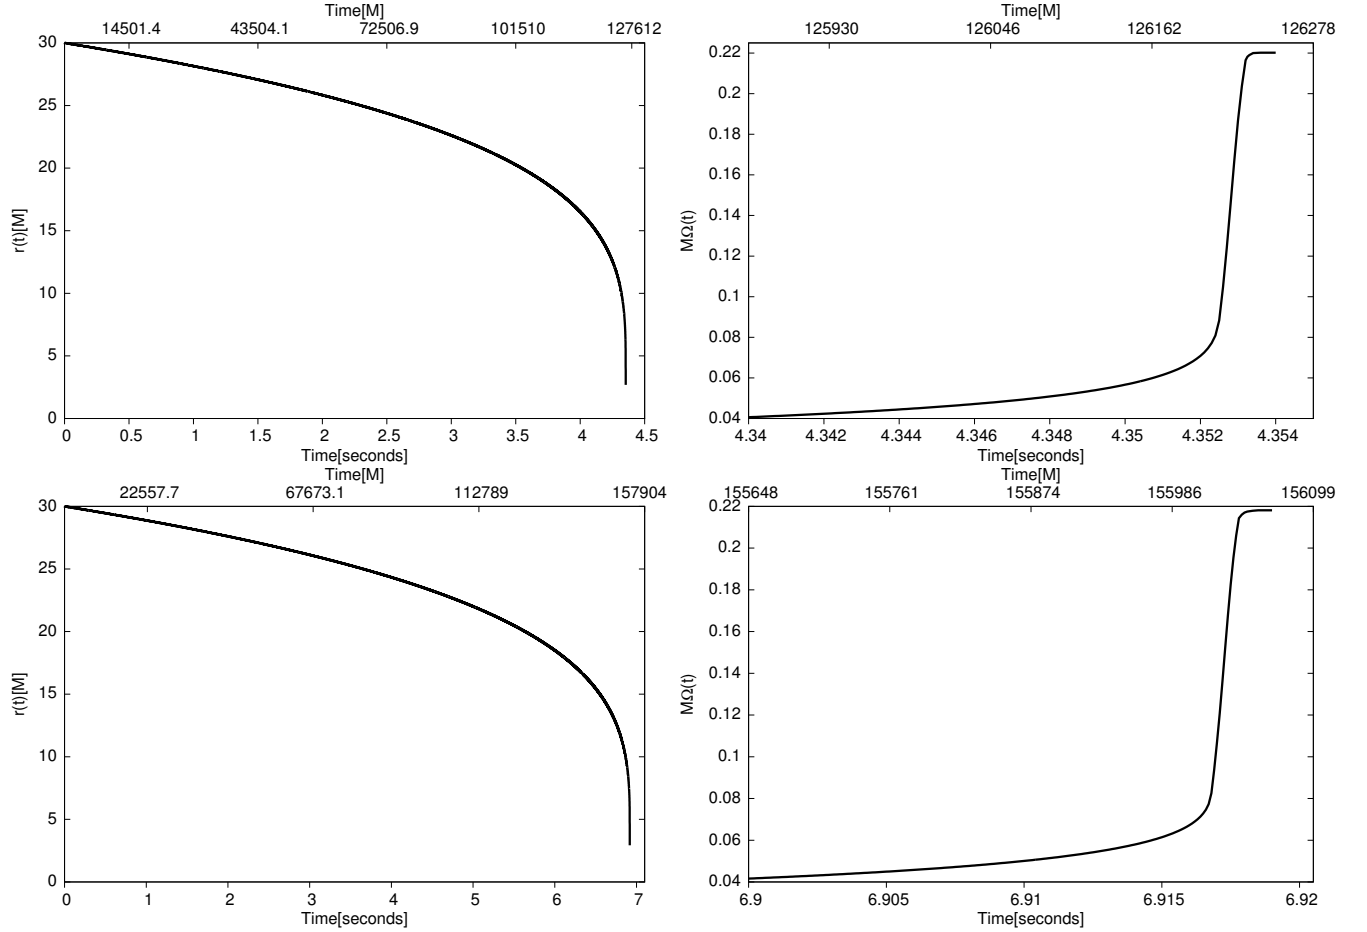 Time[M]
14501.4 43504.1 72506.9 101510 127612
30
25
20
15
10
5
0
r(t)[M]
0 0.5 1 1.5 2 2.5 3 3.5 4 4.5
Time[seconds]
Time[M]
125930 126046 126162 126278
0.22
0.2
0.18
0.16
0.14
0.12
0.1
0.08
0.06
0.04
MΩ(t)
4.34 4.342 4.344 4.346 4.348 4.35 4.352 4.354
Time[seconds]
Time[M]
22557.7 67673.1 112789 157904
30
25
20
15
10
5
0
r(t)[M]
0 1 2 3 4 5 6 7
Time[seconds]
Time[M]
155648 155761 155874 155986 156099
0.22
0.2
0.18
0.16
0.14
0.12
0.1
0.08
0.06
0.04
MΩ(t)
6.9 6.905 6.91 6.915 6.92
Time[seconds]